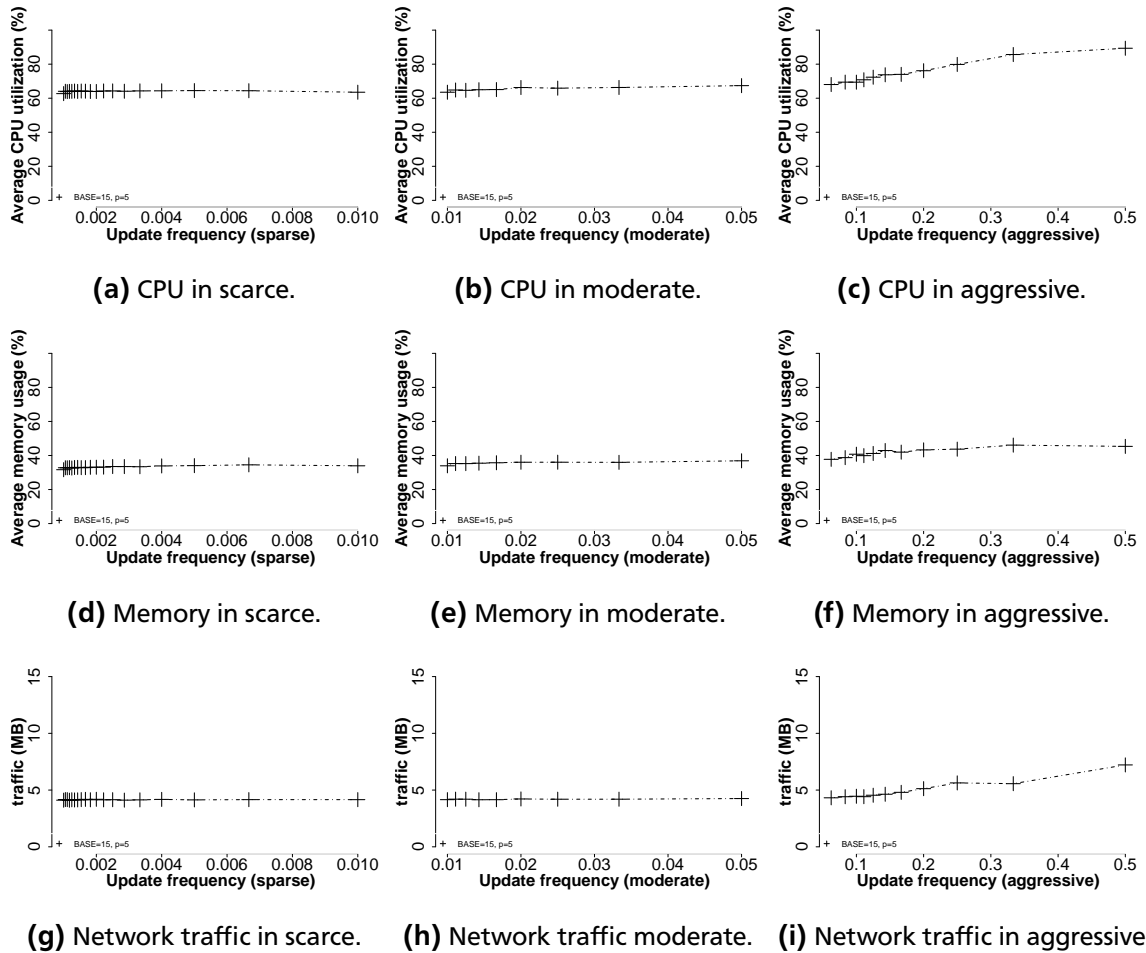 Average CPU utilization (%)
0 20 40 60 80
BASE=15, p=5
0.002 0.004 0.006 0.008 0.010
Update frequency (sparse)
(a) CPU in scarce.
Average CPU utilization (%)
0 20 40 60 80
BASE=15, p=5
0.01 0.02 0.03 0.04 0.05
Update frequency (moderate)
(b) CPU in moderate.
Average CPU utilization (%)
0 20 40 60 80
BASE=15, p=5
0.1 0.2 0.3 0.4 0.5
Update frequency (aggressive)
(c) CPU in aggressive.
Average memory usage (%)
0 20 40 60 80
BASE=15, p=5
0.002 0.004 0.006 0.008 0.010
Update frequency (sparse)
(d) Memory in scarce.
Average memory usage (%)
0 20 40 60 80
BASE=15, p=5
0.01 0.02 0.03 0.04 0.05
Update frequency (moderate)
(e) Memory in moderate.
Average memory usage (%)
0 20 40 60 80
BASE=15, p=5
0.1 0.2 0.3 0.4 0.5
Update frequency (aggressive)
(f) Memory in aggressive.
traffic (MB)
0 5 10 15
BASE=15, p=5
0.002 0.004 0.006 0.008 0.010
Update frequency (sparse)
(g) Network traffic in scarce.
traffic (MB)
0 5 10 15
BASE=15, p=5
0.01 0.02 0.03 0.04 0.05
Update frequency (moderate)
(h) Network traffic moderate.
traffic (MB)
0 5 10 15
BASE=15, p=5
0.1 0.2 0.3 0.4 0.5
Update frequency (aggressive)
(i) Network traffic in aggressive